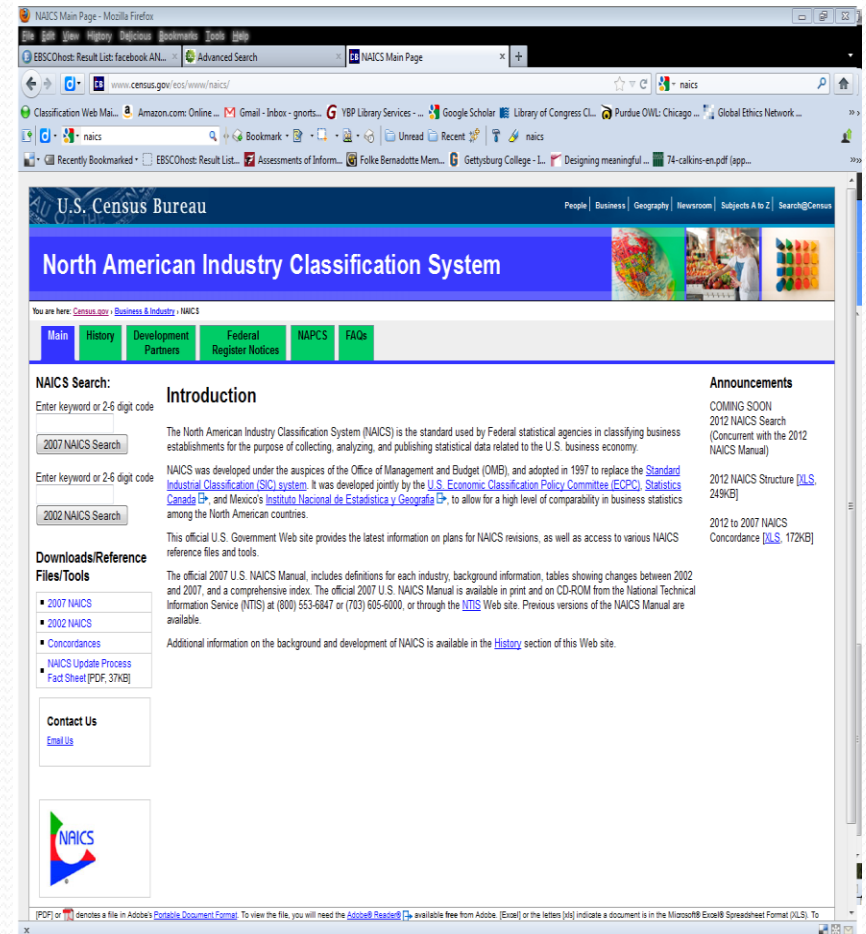 NAICS Main Page - Mozilla Firefox
File Edit View History Delicious Bookmarks Tools Help
EBSCOhost: Result List: facebook AN... × Advanced Search × NAICS Main Page × +
www.census.gov/eos/www/naics/ naics
Classification Web Mai... Amazon.com: Online ... Gmail - Inbox - gnorts... YBP Library Services - ... Google Scholar Library of Congress Cl... Purdue OWL: Chicago ... Global Ethics Network ...
naics Bookmark Unread Recent naics
Recently Bookmarked EBSCOhost: Result List... Assessments of Inform... Folke Bernadotte Mem... Gettysburg College - I... Designing meaningful ... 74-calkins-en.pdf (app...
U.S. Census Bureau
People | Business | Geography | Newsroom | Subjects A to Z | Search@Census
North American Industry Classification System
You are here: Census.gov › Business & Industry › NAICS
Main History Development Partners Federal Register Notices NAPCS FAQs
NAICS Search:
Enter keyword or 2-6 digit code
2007 NAICS Search
Enter keyword or 2-6 digit code
2002 NAICS Search
Downloads/Reference
Files/Tools
2007 NAICS
2002 NAICS
Concordances
NAICS Update Process
Fact Sheet [PDF, 37KB]
Contact Us
Email Us
NAICS
Introduction
The North American Industry Classification System (NAICS) is the standard used by Federal statistical agencies in classifying business
establishments for the purpose of collecting, analyzing, and publishing statistical data related to the U.S. business economy.
NAICS was developed under the auspices of the Office of Management and Budget (OMB), and adopted in 1997 to replace the Standard
Industrial Classification (SIC) system. It was developed jointly by the U.S. Economic Classification Policy Committee (ECPC), Statistics
Canada, and Mexico's Instituto Nacional de Estadistica y Geografia, to allow for a high level of comparability in business statistics
among the North American countries.
This official U.S. Government Web site provides the latest information on plans for NAICS revisions, as well as access to various NAICS
reference files and tools.
The official 2007 U.S. NAICS Manual, includes definitions for each industry, background information, tables showing changes between 2002
and 2007, and a comprehensive index. The official 2007 U.S. NAICS Manual is available in print and on CD-ROM from the National Technical
Information Service (NTIS) at (800) 553-6847 or (703) 605-6000, or through the NTIS Web site. Previous versions of the NAICS Manual are
available.
Additional information on the background and development of NAICS is available in the History section of this Web site.
Announcements
COMING SOON
2012 NAICS Search
(Concurrent with the 2012
NAICS Manual)
2012 NAICS Structure [XLS,
249KB]
2012 to 2007 NAICS
Concordance [XLS, 172KB]
[PDF] or denotes a file in Adobe's Portable Document Format. To view the file, you will need the Adobe® Reader® available free from Adobe. [Excel] or the letters [xls] indicate a document is in the Microsoft® Excel® Spreadsheet Format (XLS). To
x